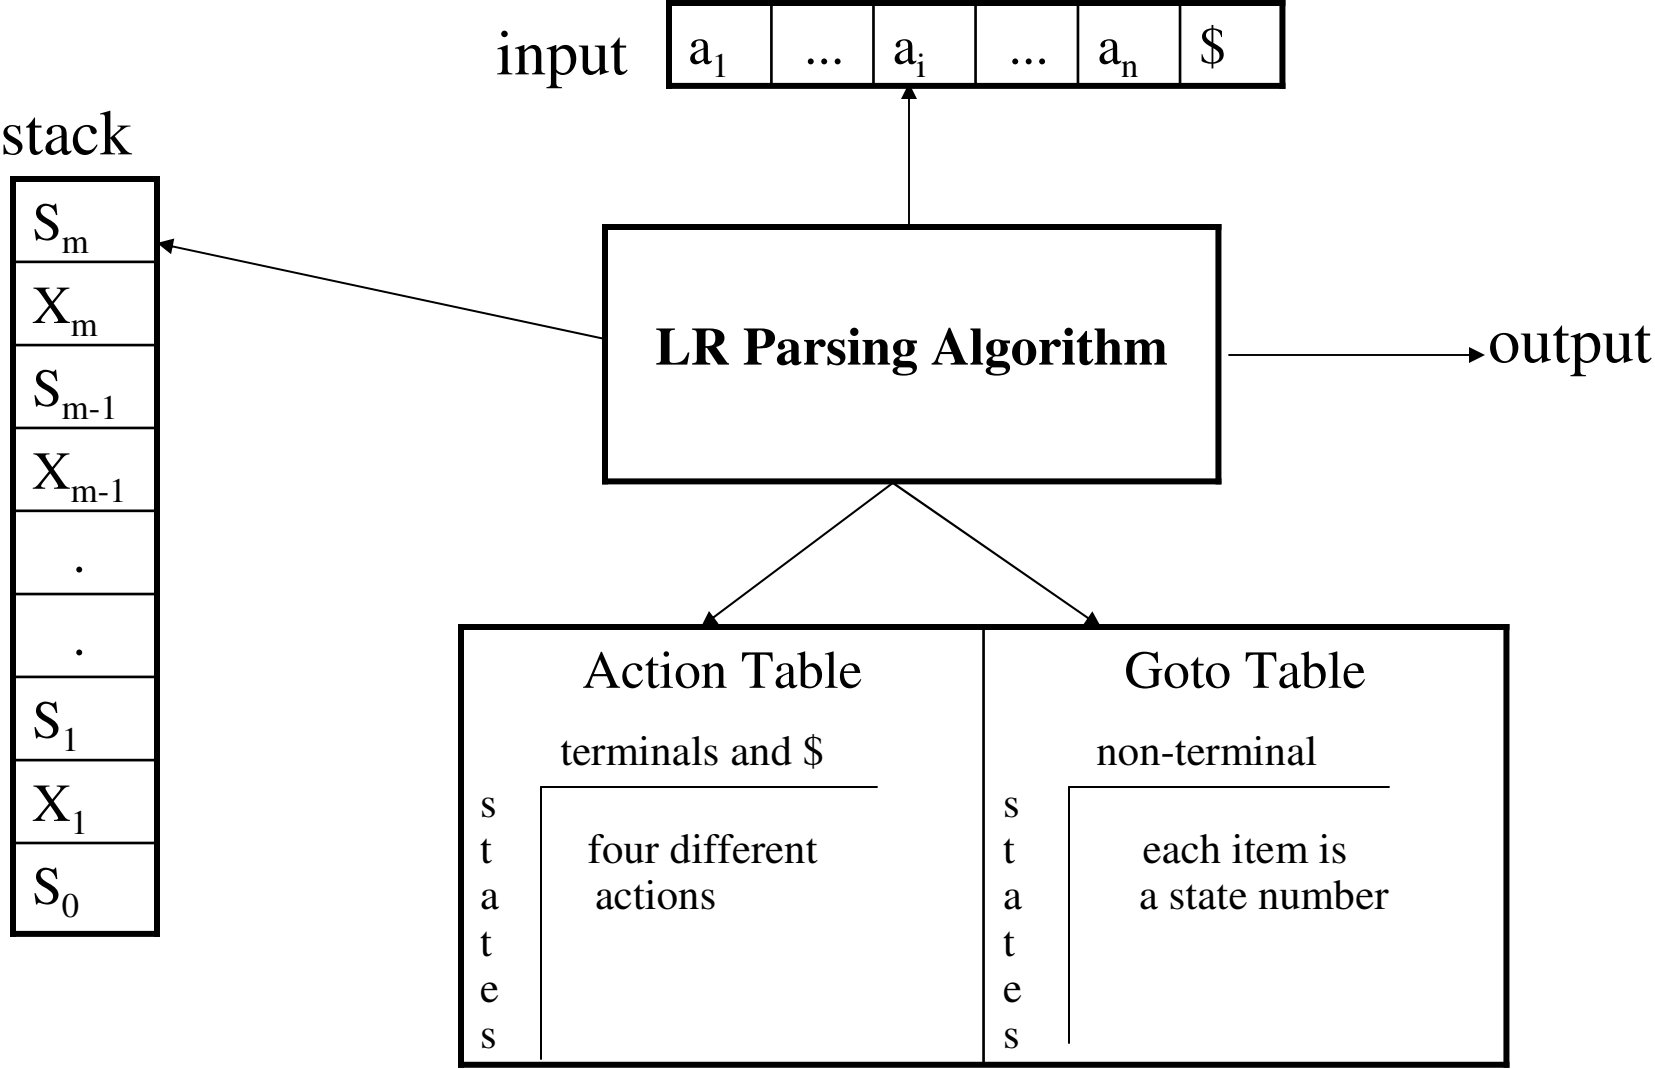 input
a1 ... ai ... an $
stack
Sm
Xm
Sm-1
Xm-1
.
.
S1
X1
S0
LR Parsing Algorithm
output
Action Table
terminals and $
s
t
a
t
e
s
four different
actions
Goto Table
non-terminal
s
t
a
t
e
s
each item is
a state number